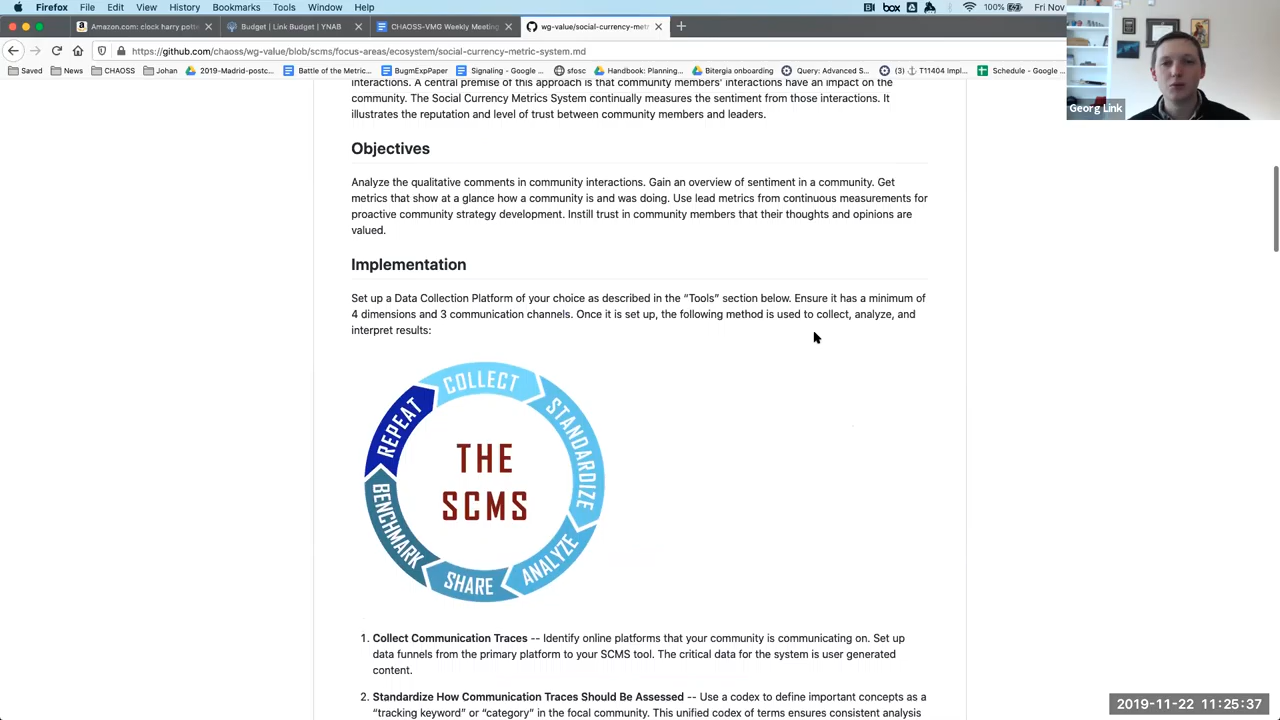 Firefox File Edit View History Bookmarks Tools Window Help box 100% Fri Nov
Amazon.com: clock harry pott Budget | Link Budget | YNAB CHAOSS-VMG Weekly Meeting wg-value/social-currency-metr
https://github.com/chaoss/wg-value/blob/scms/focus-areas/ecosystem/social-currency-metric-system.md
Saved News CHAOSS Johan 2019-Madrid-postc... Battle of the Metric... BugmExpPaper Signaling - Google ... sfosc Handbook: Planning... Bitergia onboarding Query: Advanced S... (3) T11404 Impl... Schedule - Google ...
Georg Link
interactions. A central premise of this approach is that community members' interactions have an impact on the
community. The Social Currency Metrics System continually measures the sentiment from those interactions. It
illustrates the reputation and level of trust between community members and leaders.
Objectives
Analyze the qualitative comments in community interactions. Gain an overview of sentiment in a community. Get
metrics that show at a glance how a community is and was doing. Use lead metrics from continuous measurements for
proactive community strategy development. Instill trust in community members that their thoughts and opinions are
valued.
Implementation
Set up a Data Collection Platform of your choice as described in the “Tools” section below. Ensure it has a minimum of
4 dimensions and 3 communication channels. Once it is set up, the following method is used to collect, analyze, and
interpret results:
COLLECT
STANDARDIZE
ANALYZE
SHARE
BENCHMARK
REPEAT
THE
SCMS
1. Collect Communication Traces -- Identify online platforms that your community is communicating on. Set up
data funnels from the primary platform to your SCMS tool. The critical data for the system is user generated
content.
2. Standardize How Communication Traces Should Be Assessed -- Use a codex to define important concepts as a
“tracking keyword” or “category” in the focal community. This unified codex of terms ensures consistent analysis
2019-11-22 11:25:37